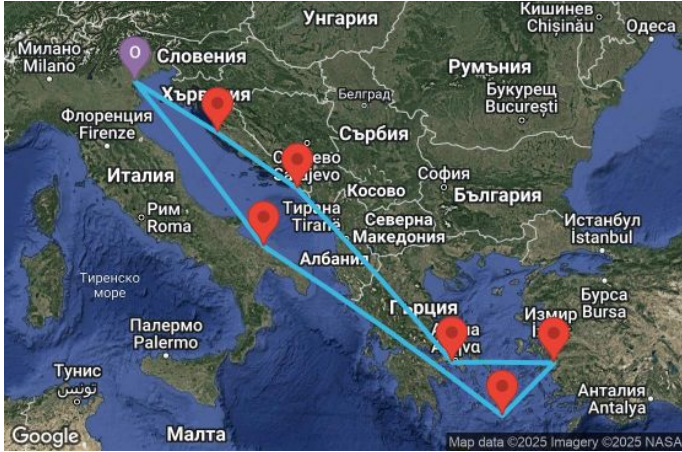 Унгария
Кишинев
Chișinău
Одеса
Милано
Milano
О
Словения
Румъния
Хърватия
Белград
Букурещ
București
Флоренция
Firenze
Сърбия
Италия
Сараево
Sarajevo
Косово
София
България
Рим
Roma
Тирана
Tiranë
Северна
Македония
Истанбул
İstanbul
Албания
Тиренско
море
Гърция
Измир
Бурса
Bursa
Палермо
Palermo
Тунис
تونس
Анталия
Antalya
Google
Малта
Map data ©2025 Imagery ©2025 NASA